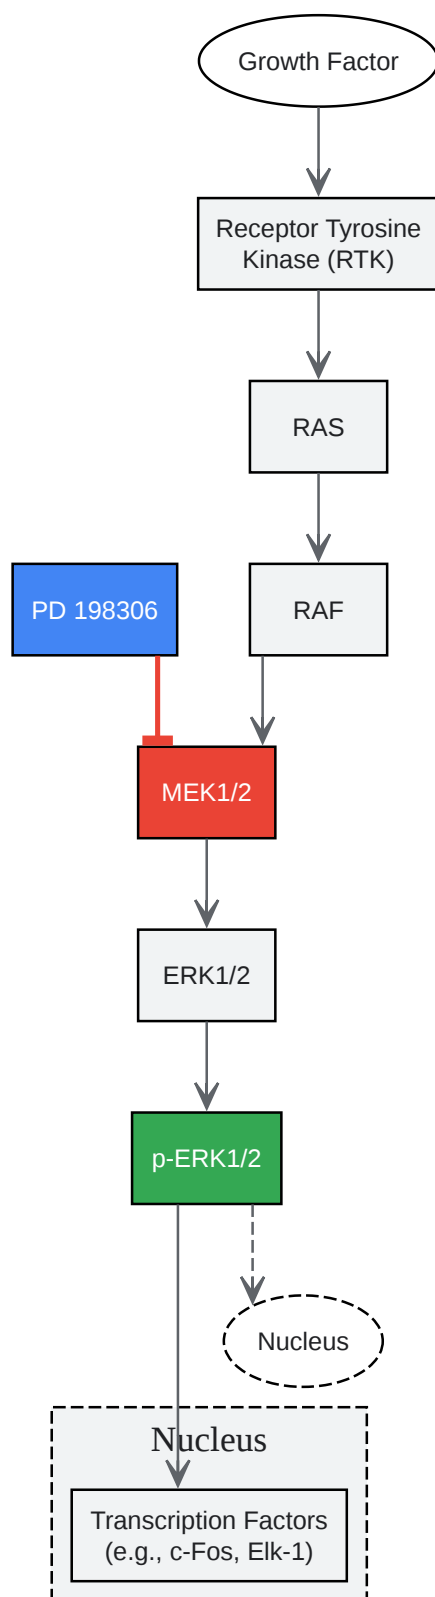 Growth Factor
Receptor Tyrosine
Kinase (RTK)
RAS
PD 198306
RAF
MEK1/2
ERK1/2
p-ERK1/2
Nucleus
Nucleus
Transcription Factors
(e.g., c-Fos, Elk-1)